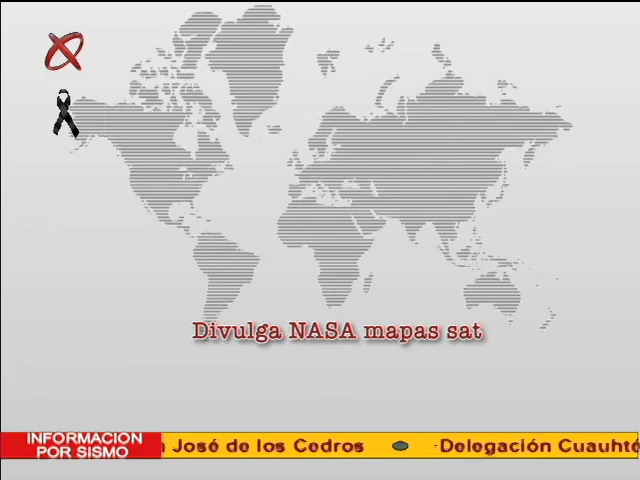 Divulga NASA mapas sat
INFORMACION
POR SISMO
José de los Cedros
-Delegación Cuauhté